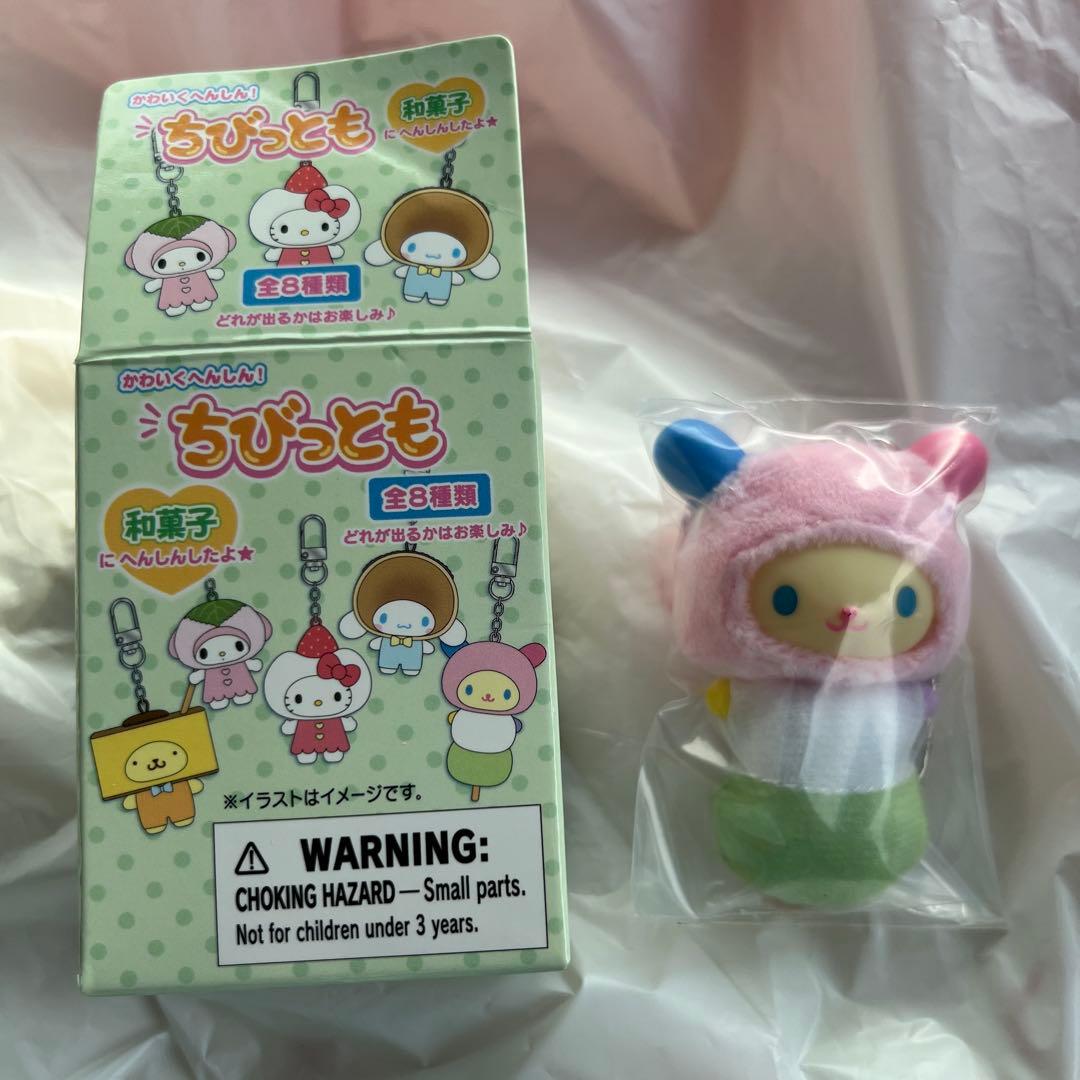 かわいくへんしん!
ちびっとも
和菓子
に へんしんしたよ★
全8種類
どれが出るかはお楽しみ♪
かわいくへんしん!
ちびっとも
全8種類
どれが出るかはお楽しみ♪
和菓子
に へんしんしたよ★
※イラストはイメージです。
WARNING:
CHOKING HAZARD — Small parts.
Not for children under 3 years.